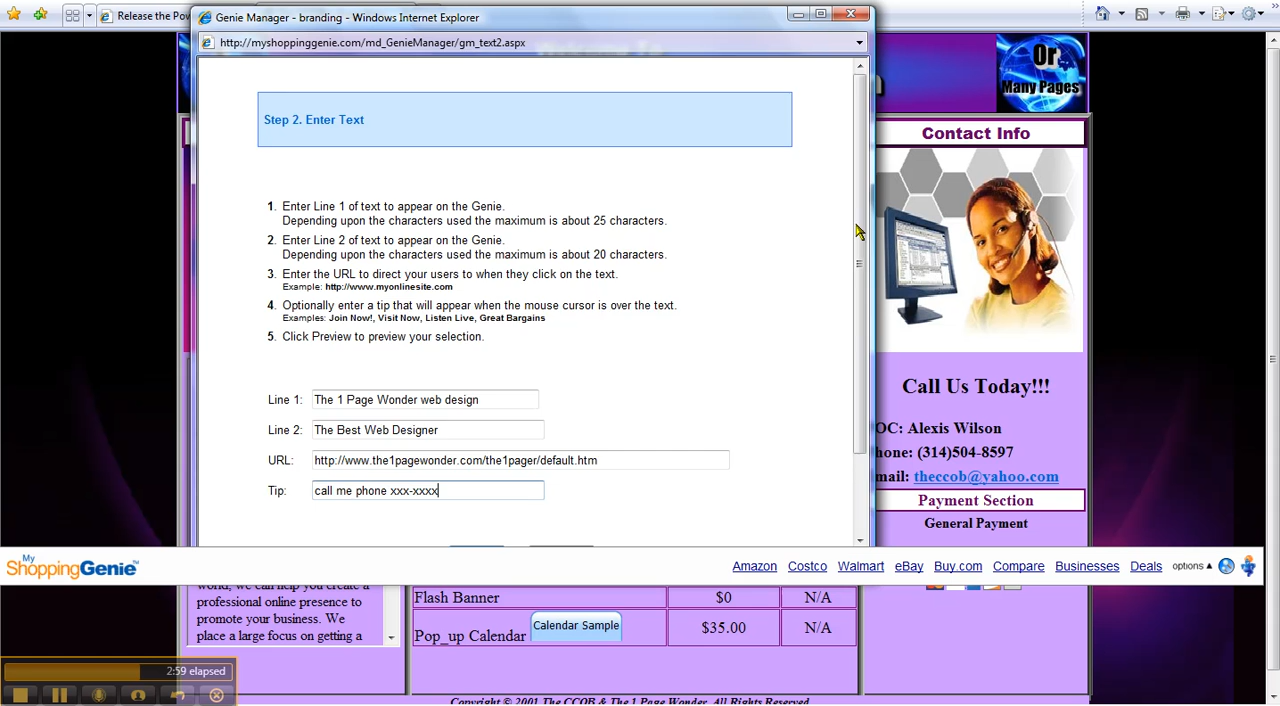 Release the Pow
Genie Manager - branding - Windows Internet Explorer
http://myshoppinggenie.com/md_GenieManager/gm_text2.aspx
Step 2. Enter Text
1. Enter Line 1 of text to appear on the Genie.
Depending upon the characters used the maximum is about 25 characters.
2. Enter Line 2 of text to appear on the Genie.
Depending upon the characters used the maximum is about 20 characters.
3. Enter the URL to direct your users to when they click on the text.
Example: http://www.myonlinesite.com
4. Optionally enter a tip that will appear when the mouse cursor is over the text.
Examples: Join Now!, Visit Now, Listen Live, Great Bargains
5. Click Preview to preview your selection.
Line 1: The 1 Page Wonder web design
Line 2: The Best Web Designer
URL: http://www.the1pagewonder.com/the1pager/default.htm
Tip: call me phone xxx-xxxx
Or
Many Pages
Contact Info
Call Us Today!!!
OC: Alexis Wilson
hone: (314)504-8597
mail: theccob@yahoo.com
Payment Section
General Payment
My
ShoppingGenie™
Amazon Costco Walmart eBay Buy.com Compare Businesses Deals options
world, we can help you create a
professional online presence to
promote your business. We
place a large focus on getting a
Flash Banner $0 N/A
Pop_up Calendar Calendar Sample $35.00 N/A
2:59 elapsed
Copyright © 2001 The CCOB & The 1 Page Wonder. All Rights Reserved